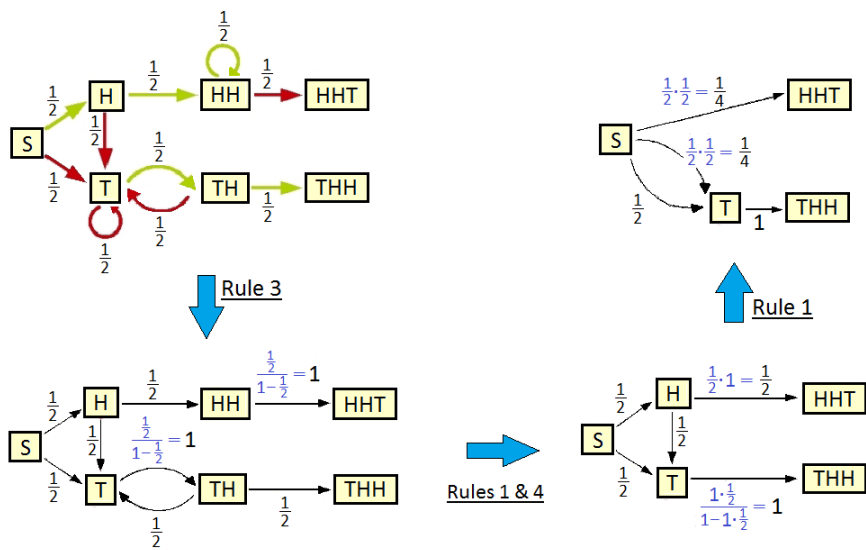 1/2
1/2 1/2
H HH HHT
1/2 1/2
S
1/2 1/2
T TH THH
1/2 1/2
1/2
Rule 3
1/2 · 1/2 = 1/4
HHT
S
1/2 · 1/2 = 1/4
1/2
T THH
1
Rule 1
1/2 (1/2)/(1 − 1/2) = 1
1/2
H HH HHT
1/2 (1/2)/(1 − 1/2) = 1
S
1/2
T TH THH
1/2 1/2
Rules 1 & 4
1/2 · 1 = 1/2
1/2
H HHT
S 1/2
1/2
T THH
(1 · 1/2)/(1 − 1 · 1/2) = 1